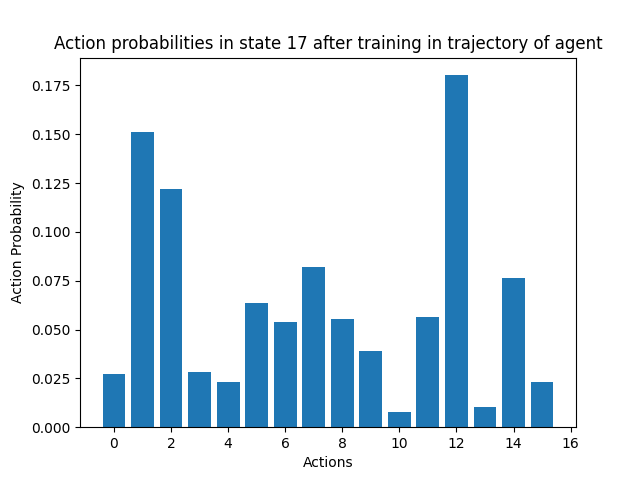 Action probabilities in state 17 after training in trajectory of agent
0.175
0.150
0.125
0.100
0.075
0.050
0.025
0.000
Action Probability
0 2 4 6 8 10 12 14 16
Actions